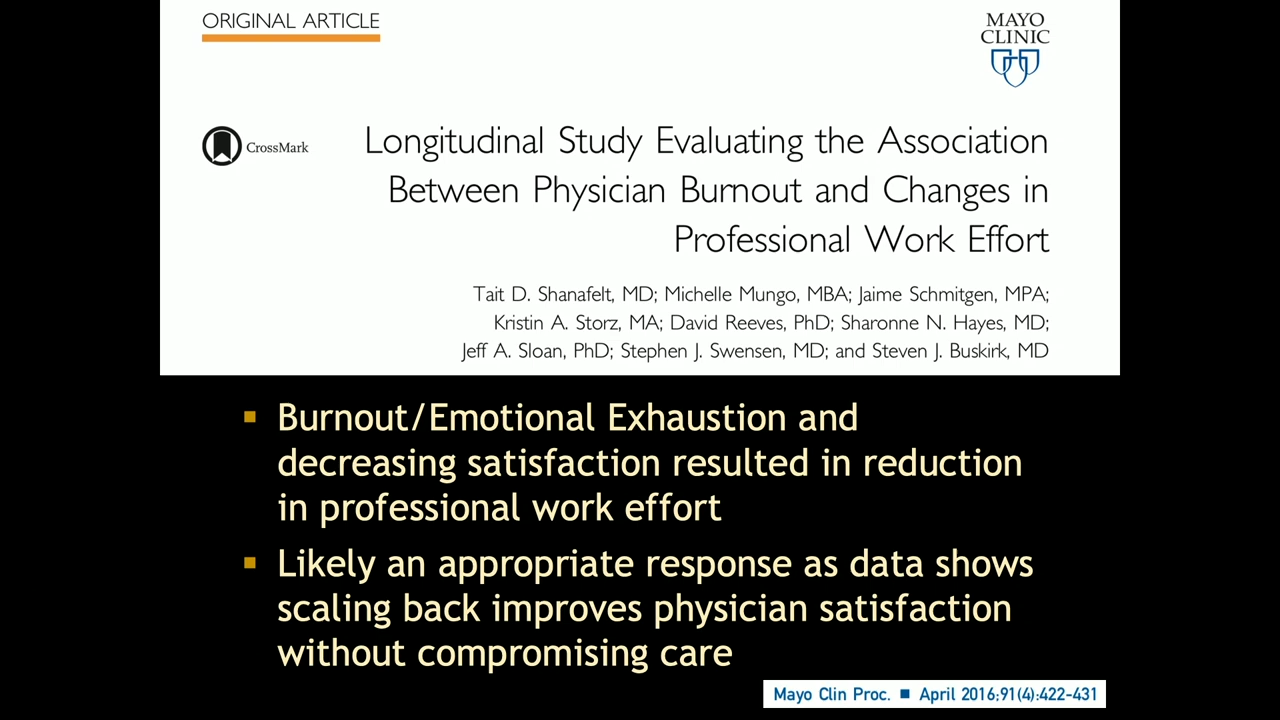 ORIGINAL ARTICLE
MAYO
CLINIC
CrossMark
Longitudinal Study Evaluating the Association
Between Physician Burnout and Changes in
Professional Work Effort
Tait D. Shanafelt, MD; Michelle Mungo, MBA; Jaime Schmitgen, MPA;
Kristin A. Storz, MA; David Reeves, PhD; Sharonne N. Hayes, MD;
Jeff A. Sloan, PhD; Stephen J. Swensen, MD; and Steven J. Buskirk, MD
▪ Burnout/Emotional Exhaustion and
decreasing satisfaction resulted in reduction
in professional work effort
▪ Likely an appropriate response as data shows
scaling back improves physician satisfaction
without compromising care
Mayo Clin Proc. ■ April 2016;91(4):422-431